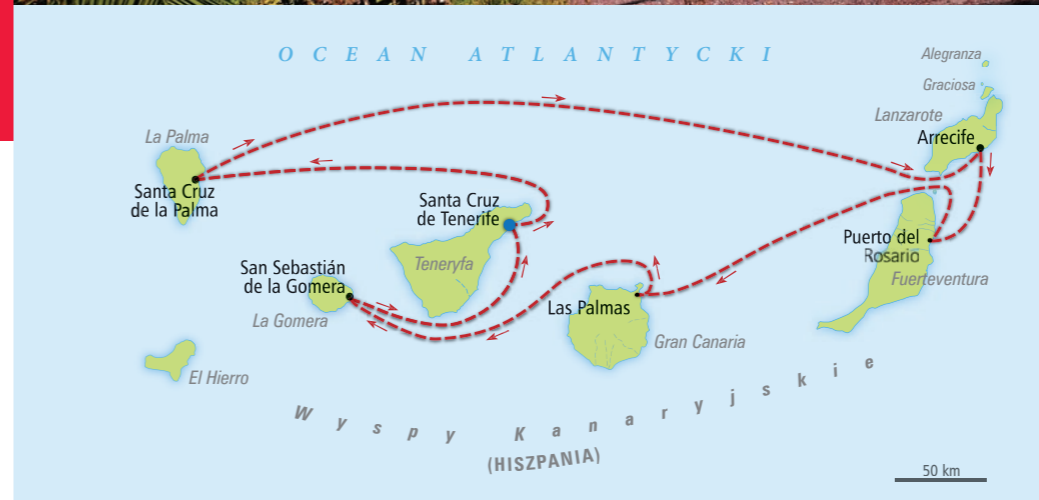 OCEAN ATLANTYCKI
Alegranza
Graciosa
Lanzarote
Arrecife
La Palma
Santa Cruz
de la Palma
Santa Cruz
de Tenerife
Teneryfa
Puerto del
Rosario
Fuerteventura
San Sebastián
de la Gomera
La Gomera
Las Palmas
Gran Canaria
El Hierro
Wyspy Kanaryjskie
(HISZPANIA)
50 km